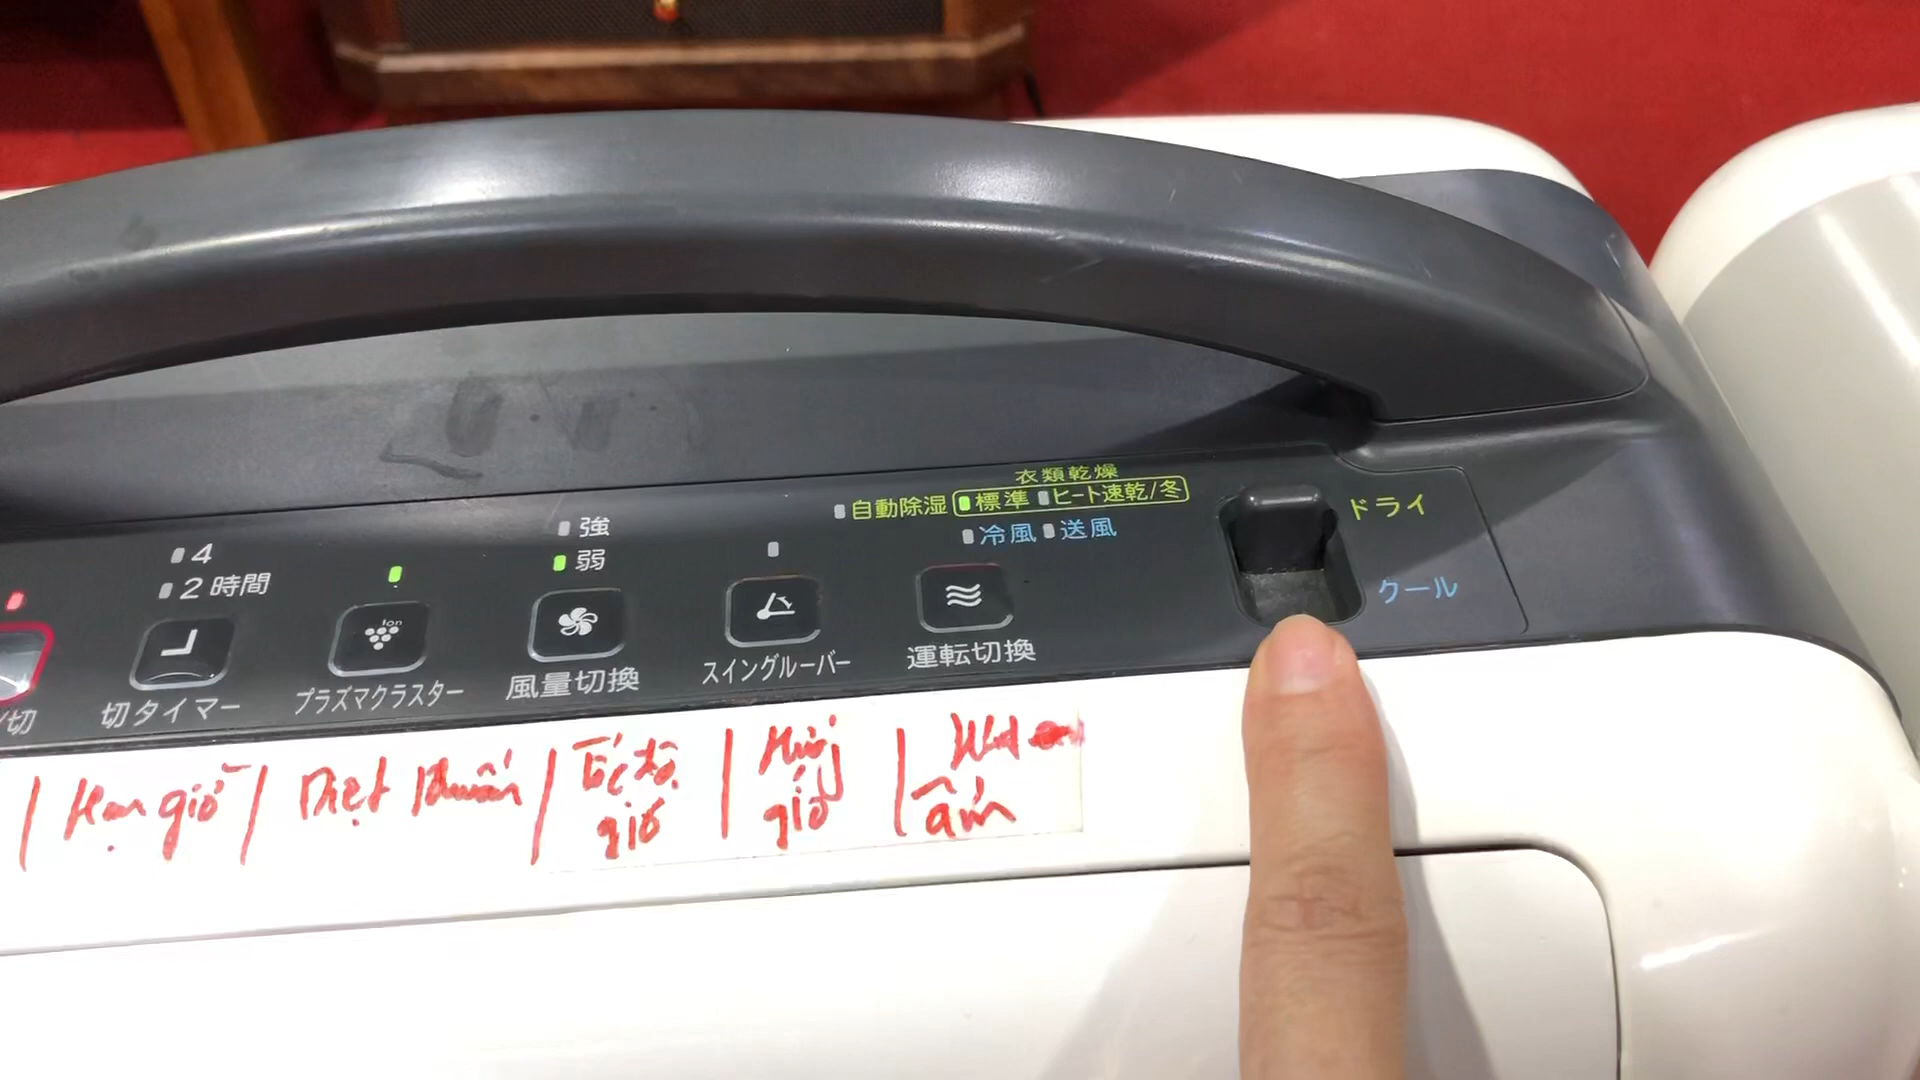 衣類乾燥
自動除湿 標準 ヒート速乾/冬
冷風 送風
ドライ
クール
強
弱
4
2時間
Ion
/切
切タイマー
プラズマクラスター
風量切換
スイングルーバー
運転切換
| Hẹn giờ | Diệt khuẩn | Tốc độ gió | Hướng gió | Hút ẩm